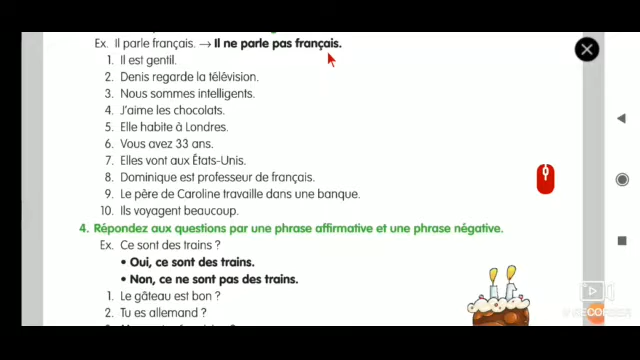 Ex. Il parle français. → Il ne parle pas français.
1. Il est gentil.
2. Denis regarde la télévision.
3. Nous sommes intelligents.
4. J'aime les chocolats.
5. Elle habite à Londres.
6. Vous avez 33 ans.
7. Elles vont aux États-Unis.
8. Dominique est professeur de français.
9. Le père de Caroline travaille dans une banque.
10. Ils voyagent beaucoup.
4. Répondez aux questions par une phrase affirmative et une phrase négative.
Ex. Ce sont des trains ?
• Oui, ce sont des trains.
• Non, ce ne sont pas des trains.
1. Le gâteau est bon ?
2. Tu es allemand ?